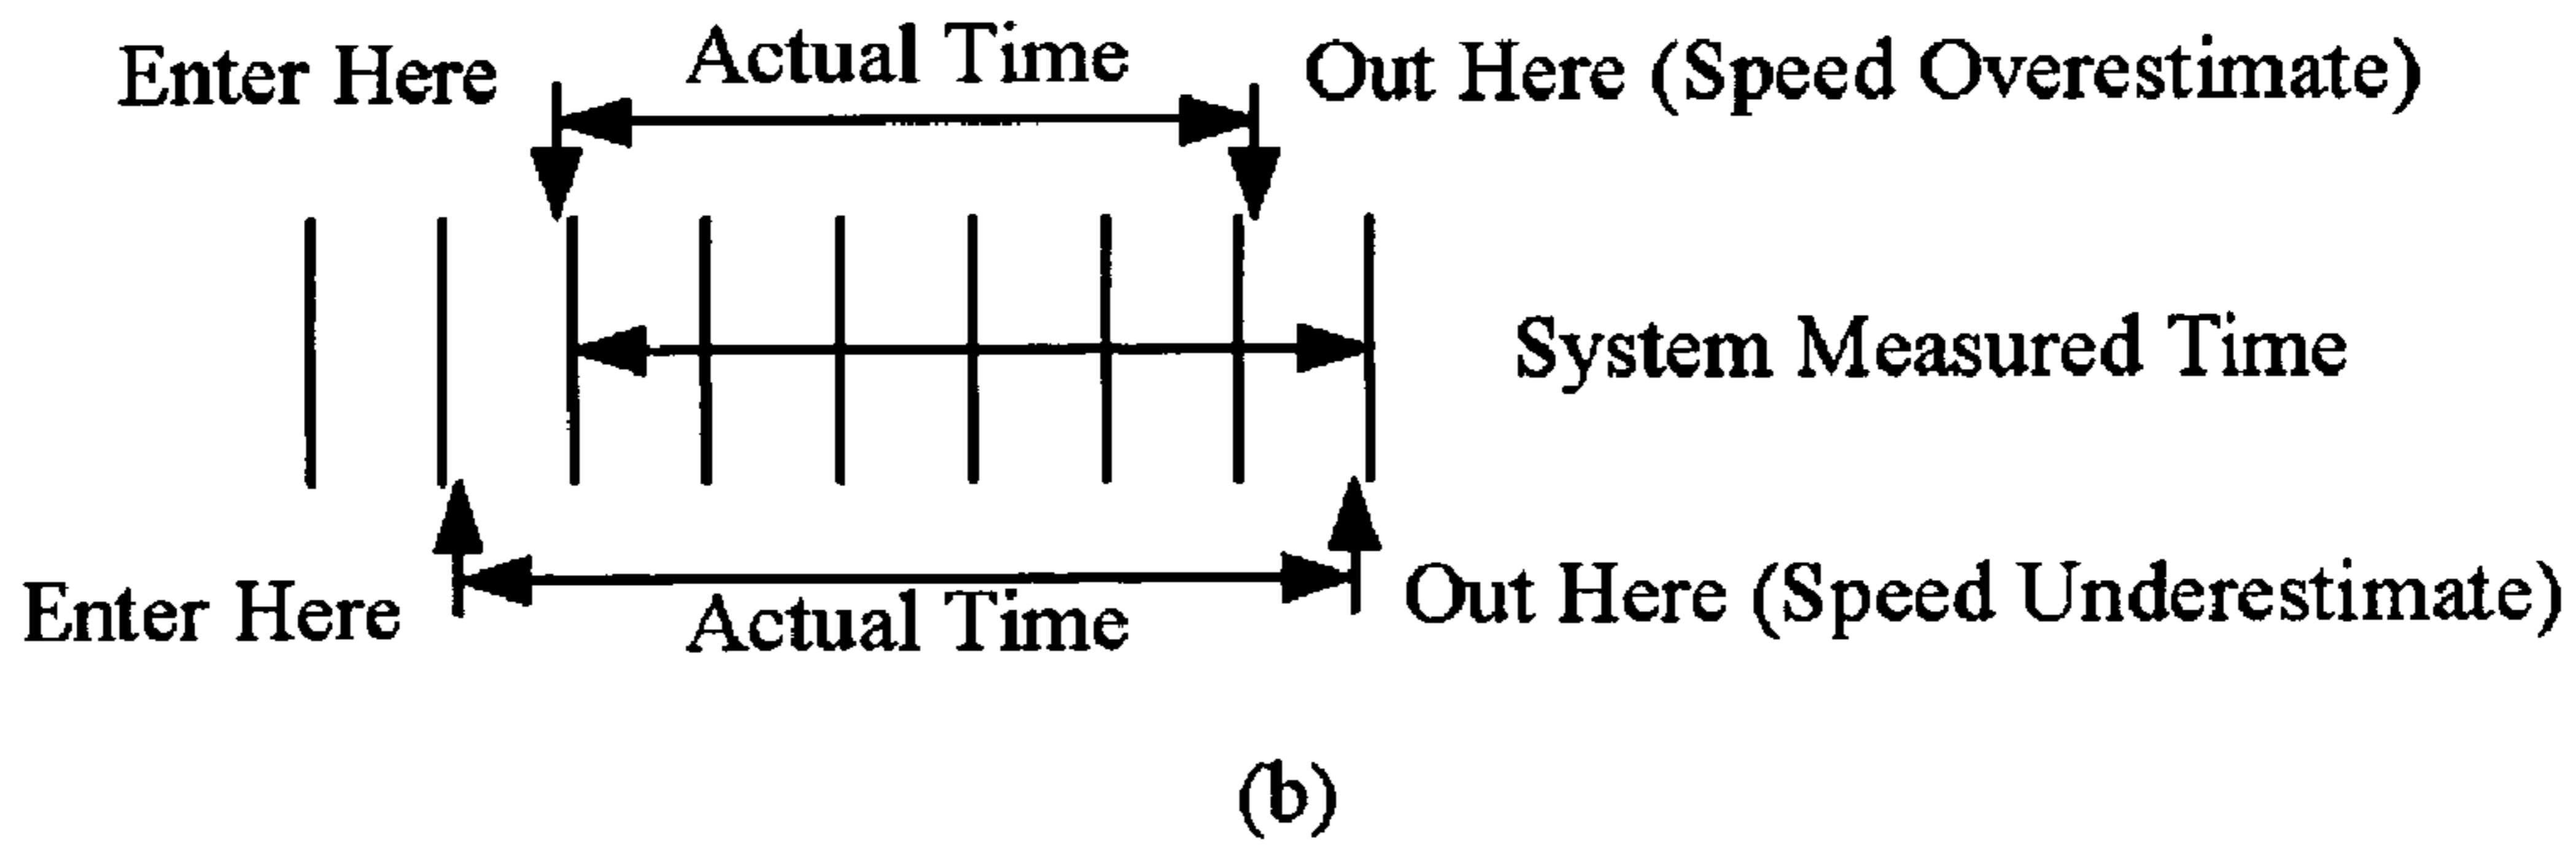 Enter Here
Actual Time
Out Here (Speed Overestimate)
System Measured Time
Enter Here
Actual Time
Out Here (Speed Underestimate)
(b)